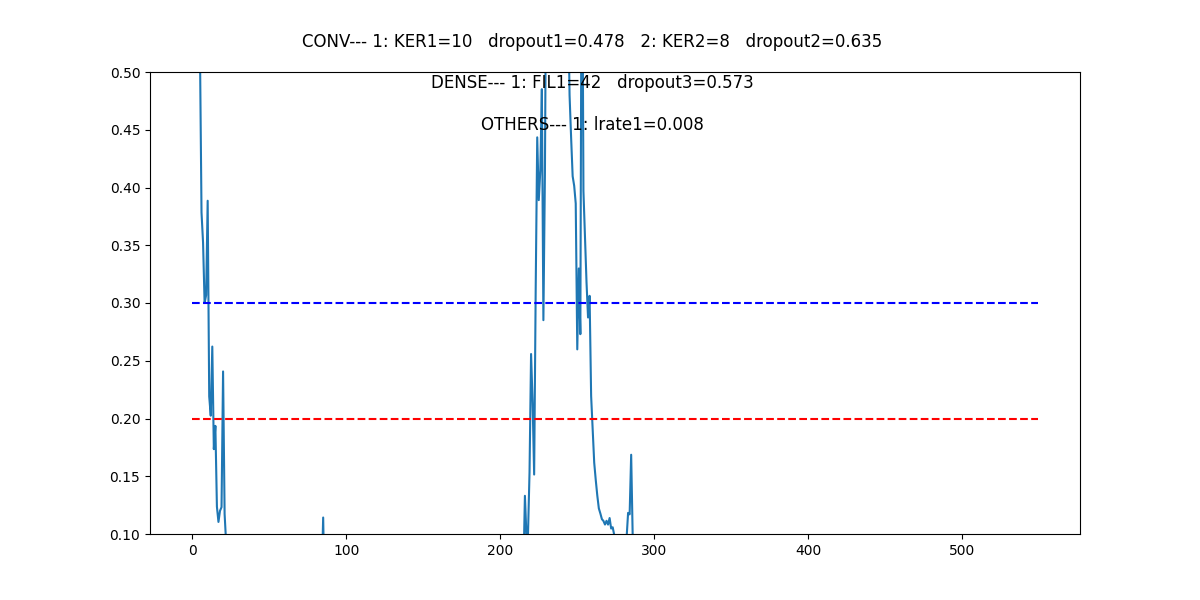 CONV--- 1: KER1=10   dropout1=0.478   2: KER2=8   dropout2=0.635
DENSE--- 1: FIL1=42   dropout3=0.573
OTHERS--- 1: lrate1=0.008
0.50
0.45
0.40
0.35
0.30
0.25
0.20
0.15
0.10
0 100 200 300 400 500